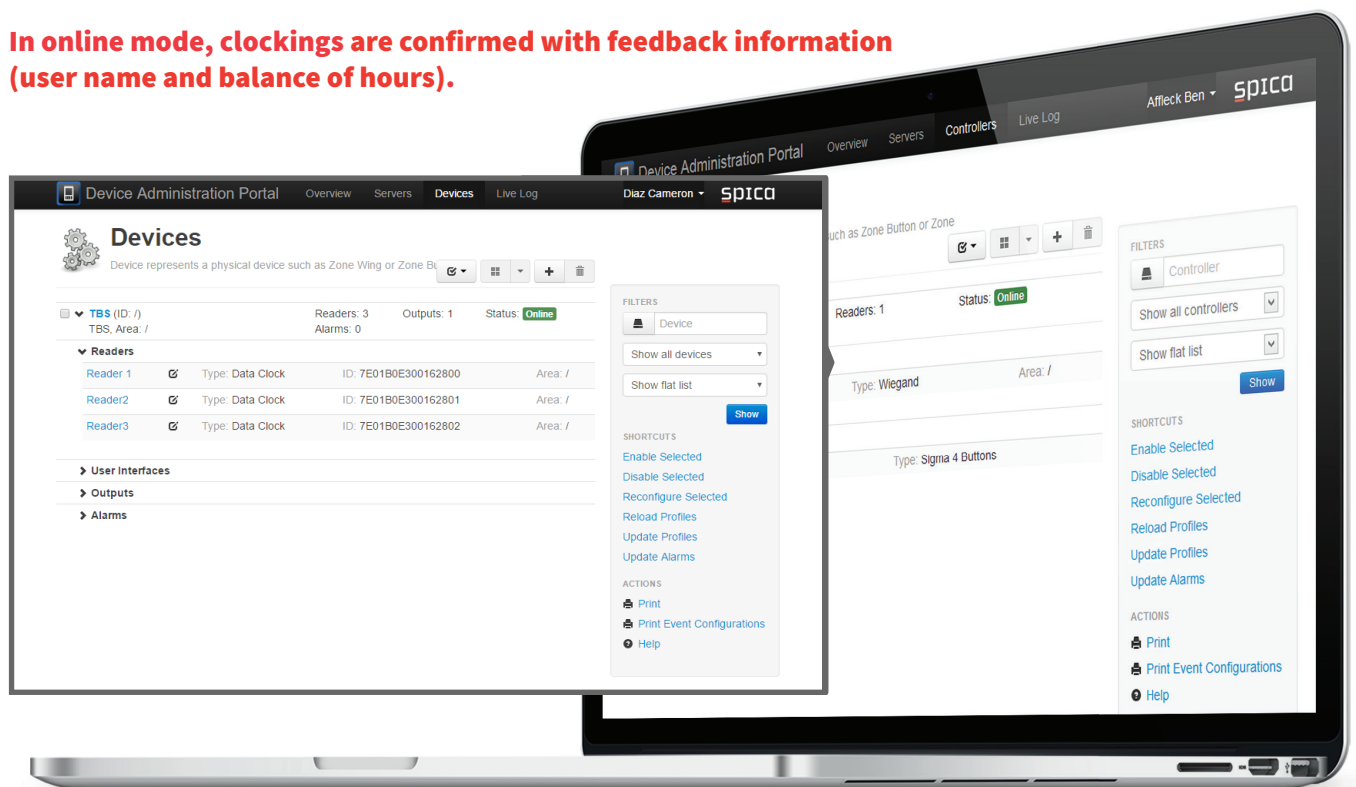 In online mode, clockings are confirmed with feedback information
(user name and balance of hours).
Device Administration Portal Overview Servers Devices Live Log Diaz Cameron spica
Devices
Device represents a physical device such as Zone Wing or Zone
TBS (ID: /) Readers: 3 Outputs: 1 Status: Online
TBS, Area: / Alarms: 0
Readers
Reader 1 Type: Data Clock ID: 7E01B0E300162800 Area: /
Reader2 Type: Data Clock ID: 7E01B0E300162801 Area: /
Reader3 Type: Data Clock ID: 7E01B0E300162802 Area: /
User Interfaces
Outputs
Alarms
FILTERS
Device
Show all devices
Show flat list
Show
SHORTCUTS
Enable Selected
Disable Selected
Reconfigure Selected
Reload Profiles
Update Profiles
Update Alarms
ACTIONS
Print
Print Event Configurations
Help
Device Administration Portal Overview Servers Controllers Live Log Affleck Ben spica
such as Zone Button or Zone
Readers: 1 Status: Online
Type: Wiegand Area: /
Type: Sigma 4 Buttons
FILTERS
Controller
Show all controllers
Show flat list
Show
SHORTCUTS
Enable Selected
Disable Selected
Reconfigure Selected
Reload Profiles
Update Profiles
Update Alarms
ACTIONS
Print
Print Event Configurations
Help